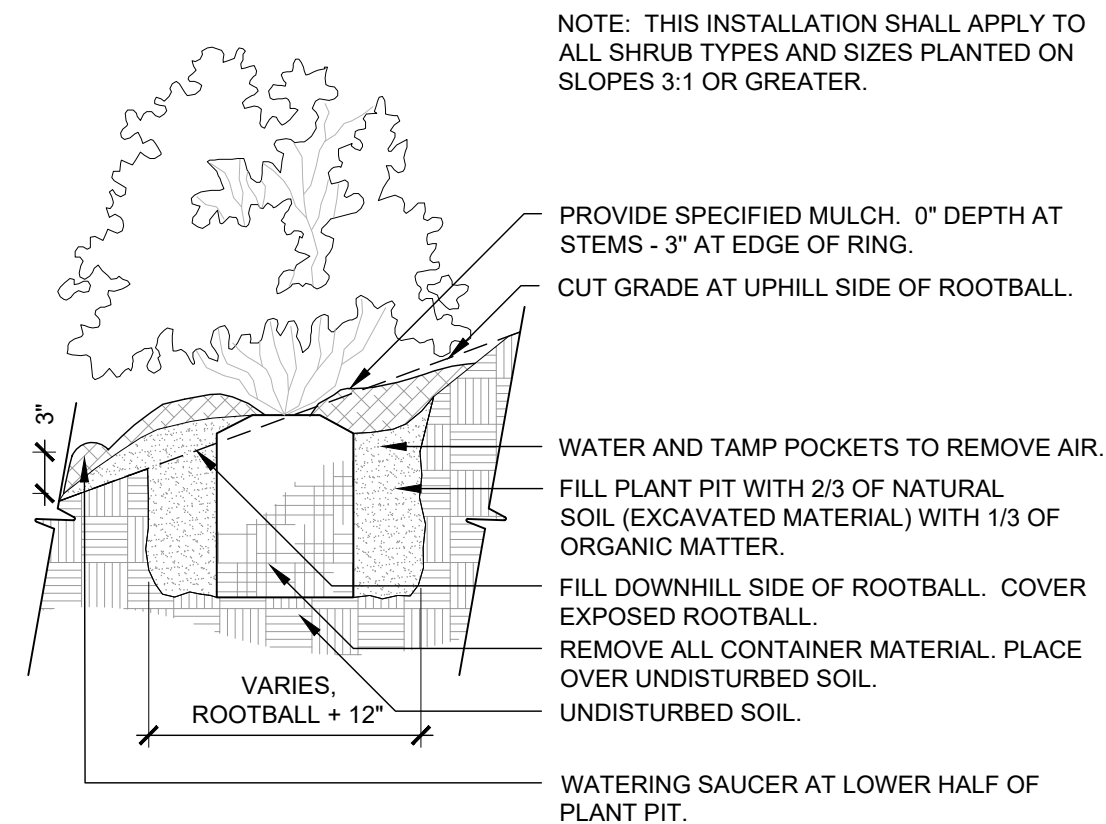 NOTE: THIS INSTALLATION SHALL APPLY TO
ALL SHRUB TYPES AND SIZES PLANTED ON
SLOPES 3:1 OR GREATER.
PROVIDE SPECIFIED MULCH. 0" DEPTH AT
STEMS - 3" AT EDGE OF RING.
CUT GRADE AT UPHILL SIDE OF ROOTBALL.
3"
WATER AND TAMP POCKETS TO REMOVE AIR.
FILL PLANT PIT WITH 2/3 OF NATURAL
SOIL (EXCAVATED MATERIAL) WITH 1/3 OF
ORGANIC MATTER.
FILL DOWNHILL SIDE OF ROOTBALL. COVER
EXPOSED ROOTBALL.
REMOVE ALL CONTAINER MATERIAL. PLACE
OVER UNDISTURBED SOIL.
VARIES,
ROOTBALL + 12"
UNDISTURBED SOIL.
WATERING SAUCER AT LOWER HALF OF
PLANT PIT.